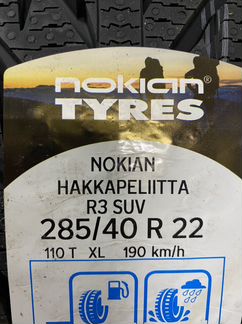 nokian®
TYRES
NOKIAN
HAKKAPELIITTA
R3 SUV
285/40 R 22
110 T XL 190 km/h